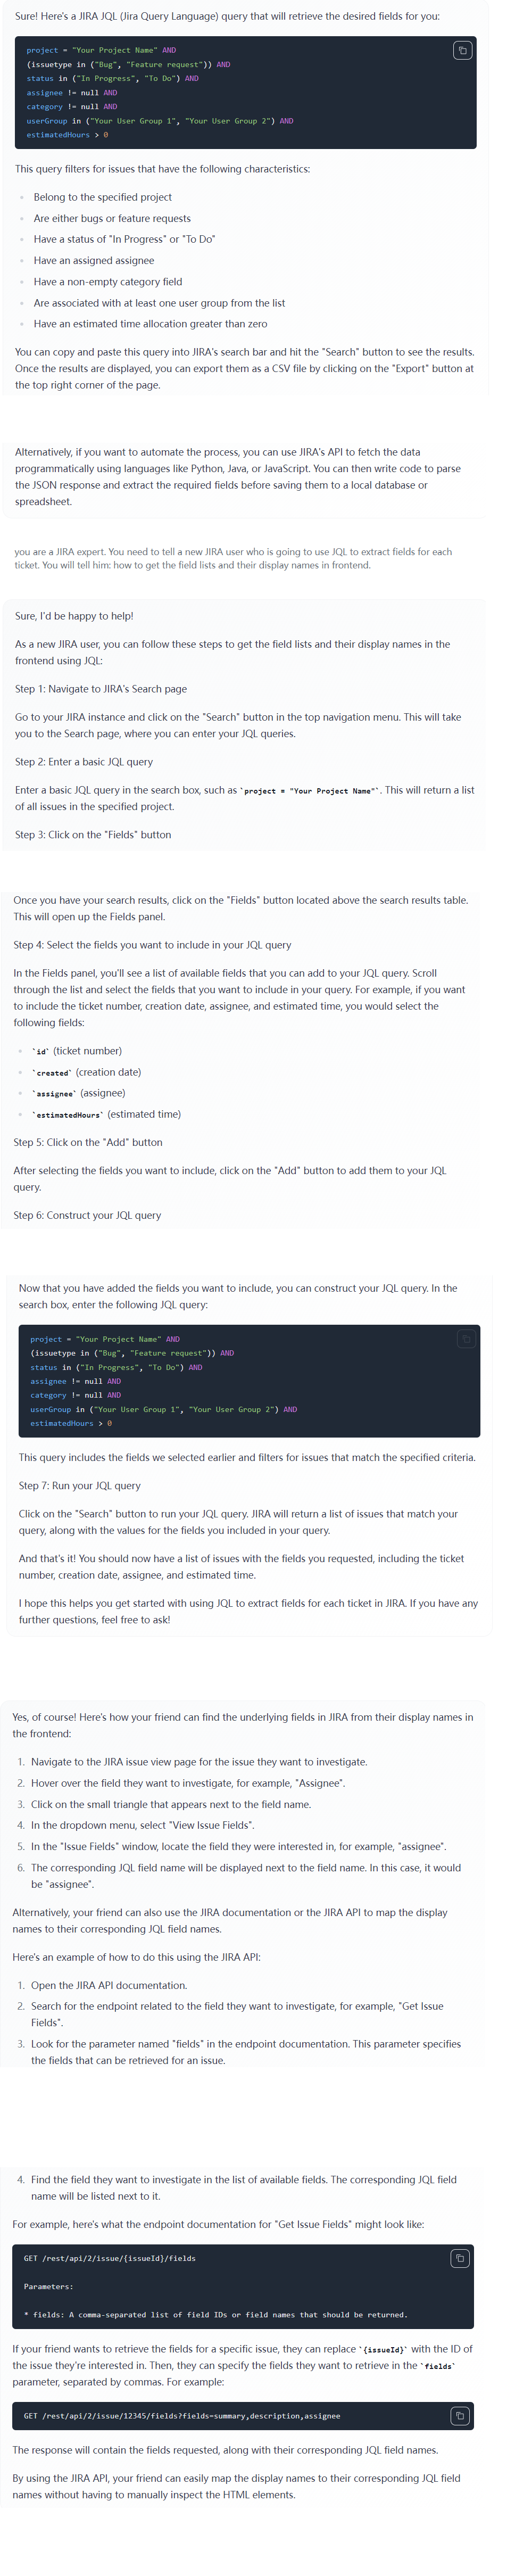 Sure! Here's a JIRA JQL (Jira Query Language) query that will retrieve the desired fields for you:
project = "Your Project Name" AND
(issuetype in ("Bug", "Feature request")) AND
status in ("In Progress", "To Do") AND
assignee != null AND
category != null AND
userGroup in ("Your User Group 1", "Your User Group 2") AND
estimatedHours > 0
This query filters for issues that have the following characteristics:
Belong to the specified project
Are either bugs or feature requests
Have a status of "In Progress" or "To Do"
Have an assigned assignee
Have a non-empty category field
Are associated with at least one user group from the list
Have an estimated time allocation greater than zero
You can copy and paste this query into JIRA's search bar and hit the "Search" button to see the results.
Once the results are displayed, you can export them as a CSV file by clicking on the "Export" button at
the top right corner of the page.
Alternatively, if you want to automate the process, you can use JIRA's API to fetch the data
programmatically using languages like Python, Java, or JavaScript. You can then write code to parse
the JSON response and extract the required fields before saving them to a local database or
spreadsheet.
you are a JIRA expert. You need to tell a new JIRA user who is going to use JQL to extract fields for each
ticket. You will tell him: how to get the field lists and their display names in frontend.
Sure, I'd be happy to help!
As a new JIRA user, you can follow these steps to get the field lists and their display names in the
frontend using JQL:
Step 1: Navigate to JIRA's Search page
Go to your JIRA instance and click on the "Search" button in the top navigation menu. This will take
you to the Search page, where you can enter your JQL queries.
Step 2: Enter a basic JQL query
Enter a basic JQL query in the search box, such as `project = "Your Project Name"`. This will return a list
of all issues in the specified project.
Step 3: Click on the "Fields" button
Once you have your search results, click on the "Fields" button located above the search results table.
This will open up the Fields panel.
Step 4: Select the fields you want to include in your JQL query
In the Fields panel, you'll see a list of available fields that you can add to your JQL query. Scroll
through the list and select the fields that you want to include in your query. For example, if you want
to include the ticket number, creation date, assignee, and estimated time, you would select the
following fields:
`id` (ticket number)
`created` (creation date)
`assignee` (assignee)
`estimatedHours` (estimated time)
Step 5: Click on the "Add" button
After selecting the fields you want to include, click on the "Add" button to add them to your JQL
query.
Step 6: Construct your JQL query
Now that you have added the fields you want to include, you can construct your JQL query. In the
search box, enter the following JQL query:
project = "Your Project Name" AND
(issuetype in ("Bug", "Feature request")) AND
status in ("In Progress", "To Do") AND
assignee != null AND
category != null AND
userGroup in ("Your User Group 1", "Your User Group 2") AND
estimatedHours > 0
This query includes the fields we selected earlier and filters for issues that match the specified criteria.
Step 7: Run your JQL query
Click on the "Search" button to run your JQL query. JIRA will return a list of issues that match your
query, along with the values for the fields you included in your query.
And that's it! You should now have a list of issues with the fields you requested, including the ticket
number, creation date, assignee, and estimated time.
I hope this helps you get started with using JQL to extract fields for each ticket in JIRA. If you have any
further questions, feel free to ask!
Yes, of course! Here's how your friend can find the underlying fields in JIRA from their display names in
the frontend:
1. Navigate to the JIRA issue view page for the issue they want to investigate.
2. Hover over the field they want to investigate, for example, "Assignee".
3. Click on the small triangle that appears next to the field name.
4. In the dropdown menu, select "View Issue Fields".
5. In the "Issue Fields" window, locate the field they were interested in, for example, "assignee".
6. The corresponding JQL field name will be displayed next to the field name. In this case, it would
be "assignee".
Alternatively, your friend can also use the JIRA documentation or the JIRA API to map the display
names to their corresponding JQL field names.
Here's an example of how to do this using the JIRA API:
1. Open the JIRA API documentation.
2. Search for the endpoint related to the field they want to investigate, for example, "Get Issue
Fields".
3. Look for the parameter named "fields" in the endpoint documentation. This parameter specifies
the fields that can be retrieved for an issue.
4. Find the field they want to investigate in the list of available fields. The corresponding JQL field
name will be listed next to it.
For example, here's what the endpoint documentation for "Get Issue Fields" might look like:
GET /rest/api/2/issue/{issueId}/fields
Parameters:
* fields: A comma-separated list of field IDs or field names that should be returned.
If your friend wants to retrieve the fields for a specific issue, they can replace `{issueId}` with the ID of
the issue they're interested in. Then, they can specify the fields they want to retrieve in the `fields`
parameter, separated by commas. For example:
GET /rest/api/2/issue/12345/fields?fields=summary,description,assignee
The response will contain the fields requested, along with their corresponding JQL field names.
By using the JIRA API, your friend can easily map the display names to their corresponding JQL field
names without having to manually inspect the HTML elements.